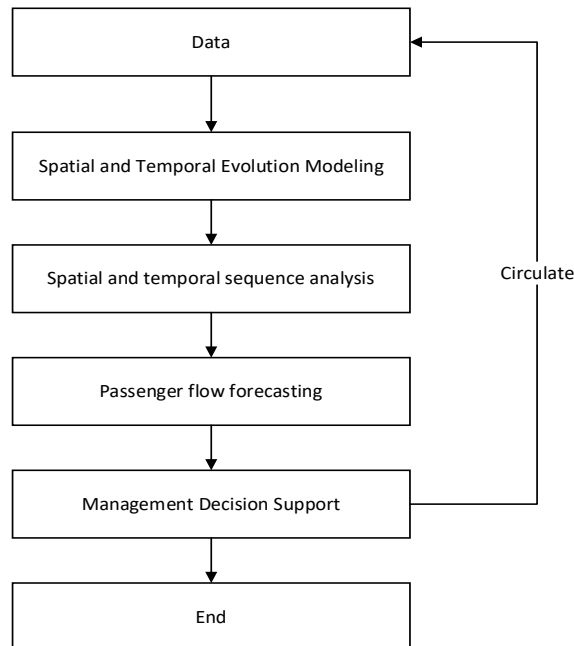 Data
Spatial and Temporal Evolution Modeling
Spatial and temporal sequence analysis
Circulate
Passenger flow forecasting
Management Decision Support
End